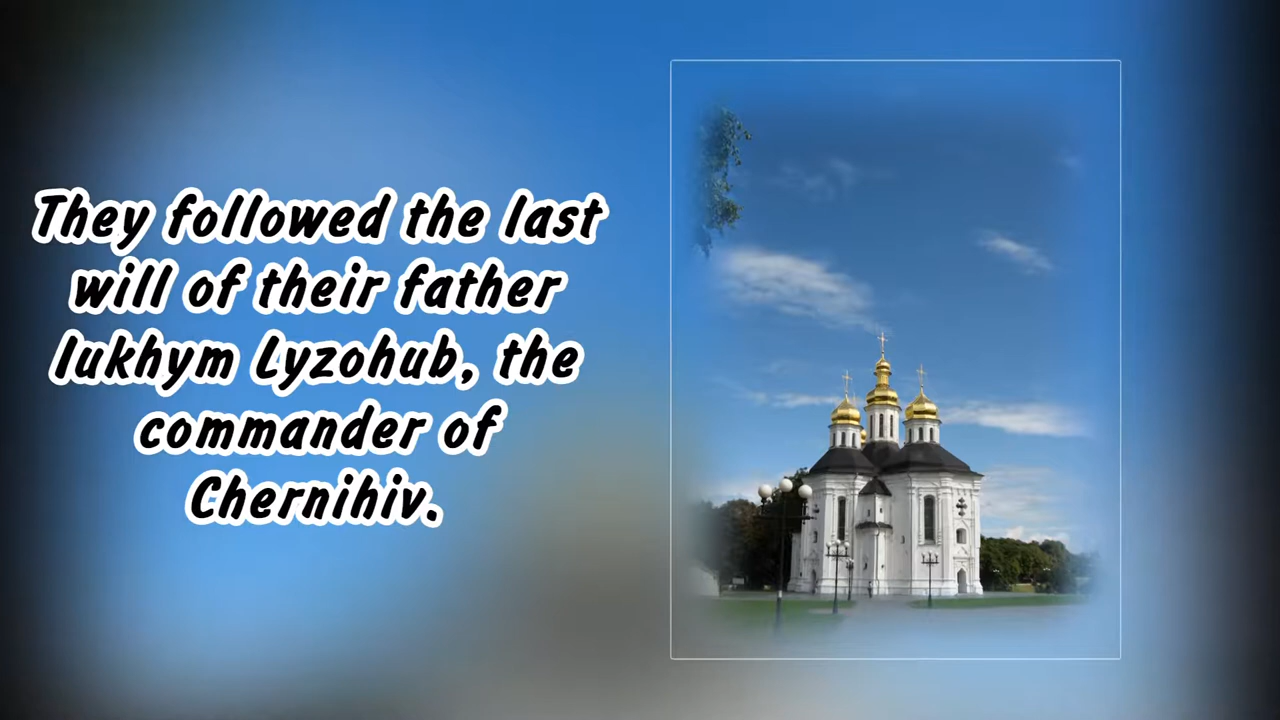 They followed the last
will of their father
Iukhym Lyzohub, the
commander of
Chernihiv.